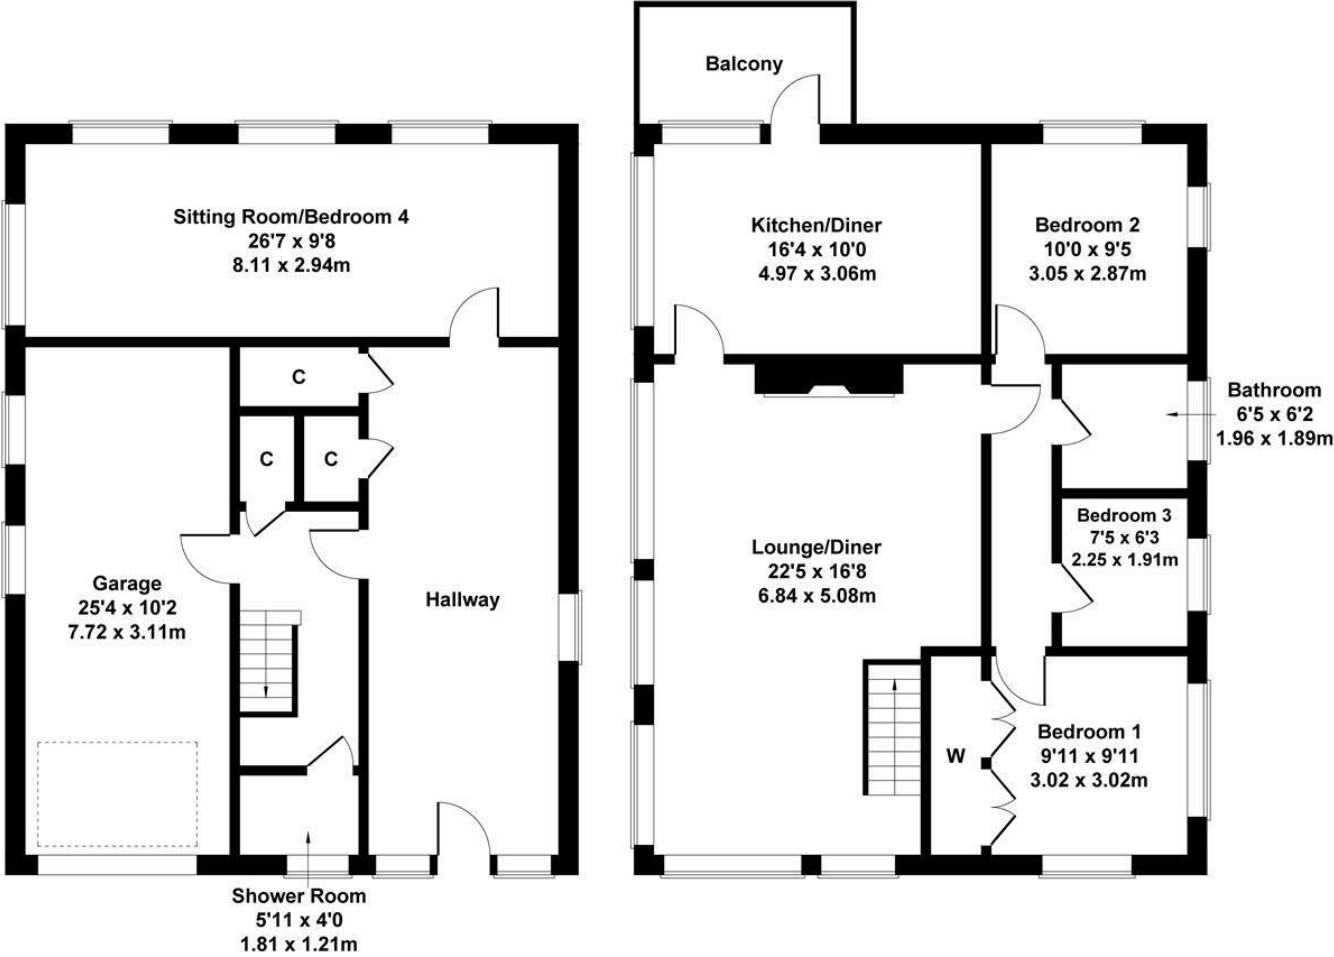 Balcony
Sitting Room/Bedroom 4
26'7 x 9'8
8.11 x 2.94m
Kitchen/Diner
16'4 x 10'0
4.97 x 3.06m
Bedroom 2
10'0 x 9'5
3.05 x 2.87m
C
C
C
Bathroom
6'5 x 6'2
1.96 x 1.89m
Garage
25'4 x 10'2
7.72 x 3.11m
Hallway
Lounge/Diner
22'5 x 16'8
6.84 x 5.08m
Bedroom 3
7'5 x 6'3
2.25 x 1.91m
W
Bedroom 1
9'11 x 9'11
3.02 x 3.02m
Shower Room
5'11 x 4'0
1.81 x 1.21m